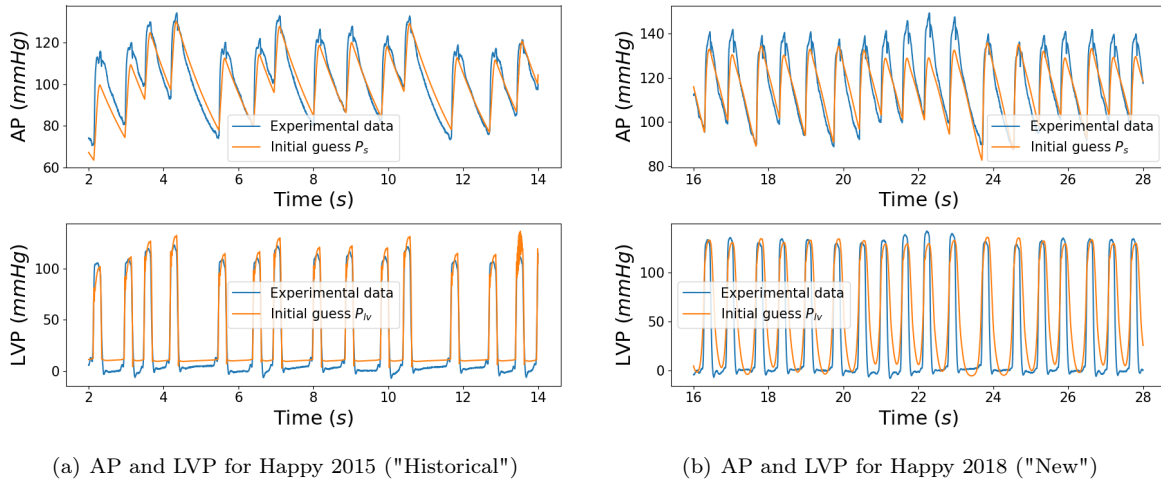 120
100
80
60
AP (mmHg)
Experimental data
Initial guess Ps
2
4
6
8
10
12
14
Time (s)
100
50
0
LVP (mmHg)
Experimental data
Initial guess Plv
2
4
6
8
10
12
14
Time (s)
(a) AP and LVP for Happy 2015 ("Historical")
140
120
100
80
AP (mmHg)
Experimental data
Initial guess Ps
16
18
20
22
24
26
28
Time (s)
100
50
0
LVP (mmHg)
Experimental data
Initial guess Plv
16
18
20
22
24
26
28
Time (s)
(b) AP and LVP for Happy 2018 ("New")